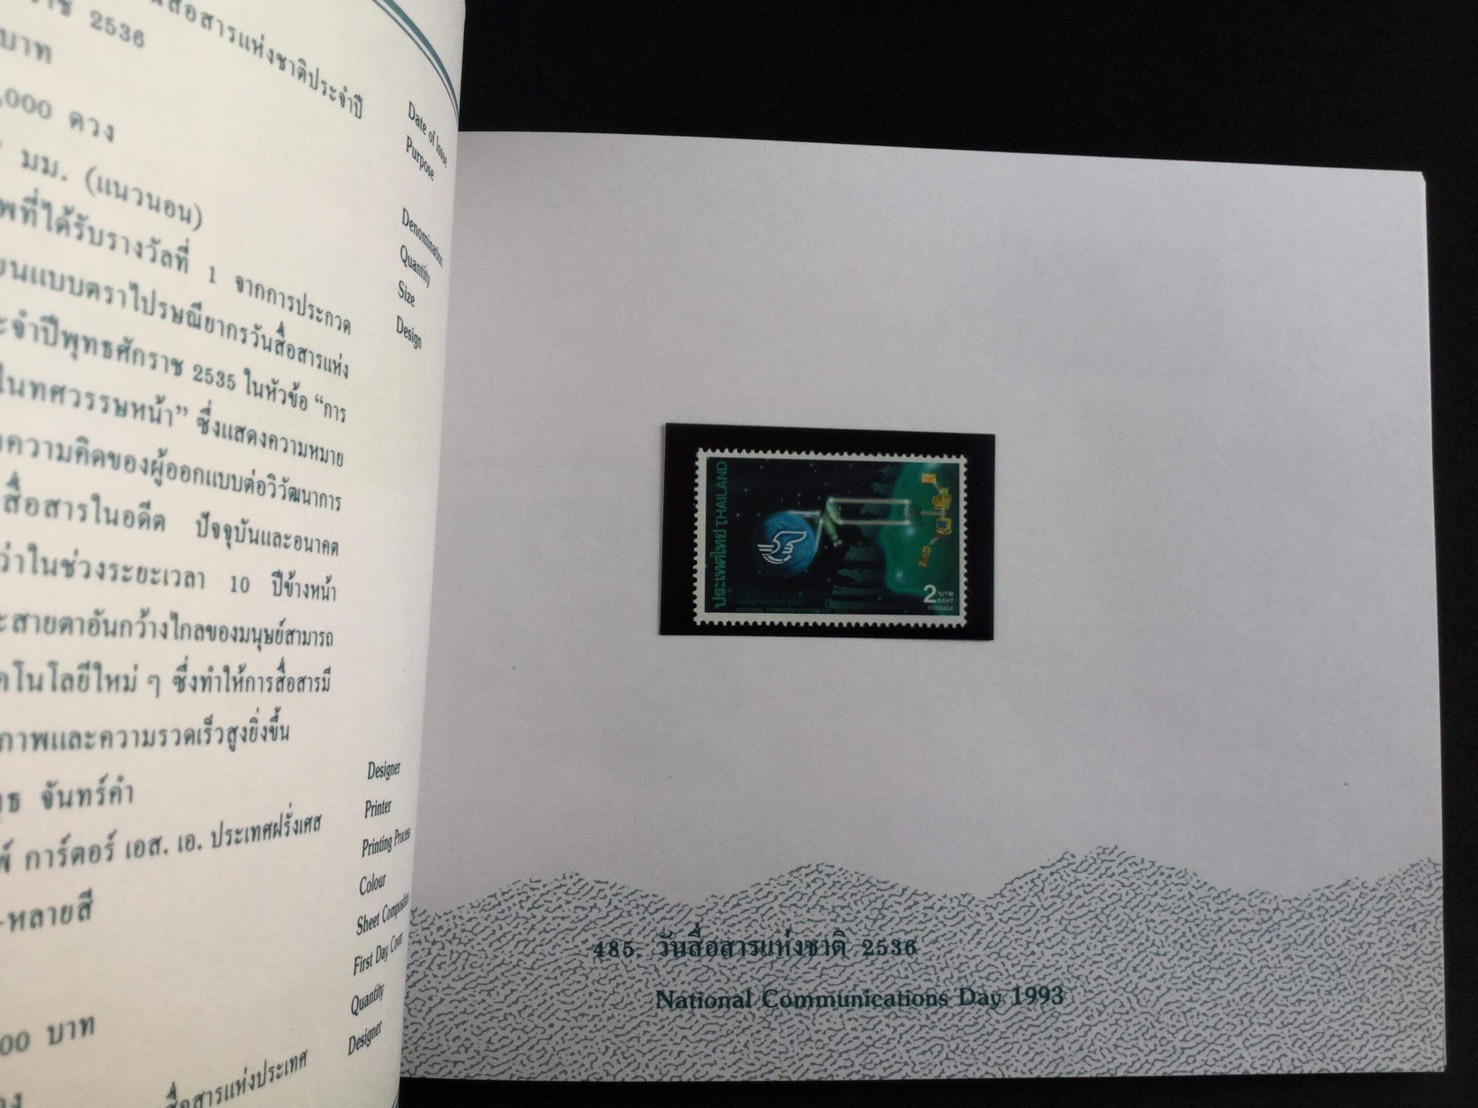 สื่อสารแห่งชาติประจำปี
2536
บาท
,000 ดวง
มม. (แนวนอน)
ที่ได้รับรางวัลที่ 1 จากการประกวด
แบบตราไปรษณียากรวันสื่อสารแห่ง
จำปีพุทธศักราช 2535 ในหัวข้อ “การ
ในทศวรรษหน้า” ซึ่งแสดงความหมาย
ความคิดของผู้ออกแบบต่อวิวัฒนาการ
สื่อสารในอดีต ปัจจุบันและอนาคต
ว่าในช่วงระยะเวลา 10 ปีข้างหน้า
สายตาอันกว้างไกลของมนุษย์สามารถ
คโนโลยีใหม่ ๆ ซึ่งทำให้การสื่อสารมี
ภาพและความรวดเร็วสูงยิ่งขึ้น
จันทร์คำ
การ์ตอร์ เอส. เอ. ประเทศฝรั่งเศส
-หลายสี
00 บาท
สื่อสารแห่งประเทศ
Date of Issue
Purpose
Denomination
Quantity
Size
Design
Designer
Printer
Printing Process
Colour
Sheet Composition
First Day Cover
Quantity
Designer
ประเทศไทย THAILAND
2 บาท
BAHT
POSTAGE
485. วันสื่อสารแห่งชาติ 2536
National Communications Day 1993